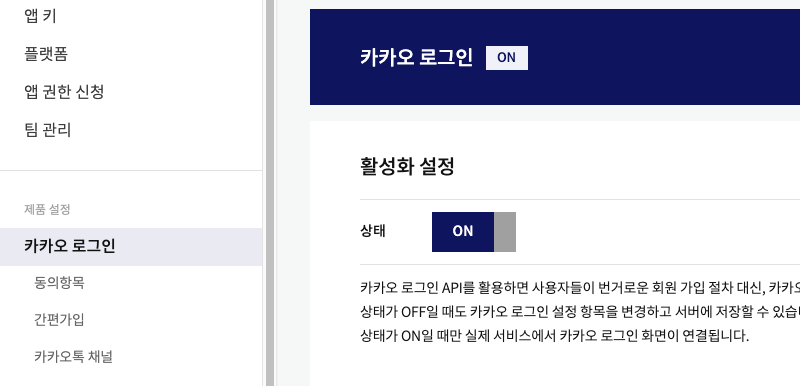 앱 키
플랫폼
앱 권한 신청
팀 관리
제품 설정
카카오 로그인
동의항목
간편가입
카카오톡 채널
카카오 로그인 ON
활성화 설정
상태 ON
카카오 로그인 API를 활용하면 사용자들이 번거로운 회원 가입 절차 대신, 카카오
상태가 OFF일 때도 카카오 로그인 설정 항목을 변경하고 서버에 저장할 수 있습
상태가 ON일 때만 실제 서비스에서 카카오 로그인 화면이 연결됩니다.